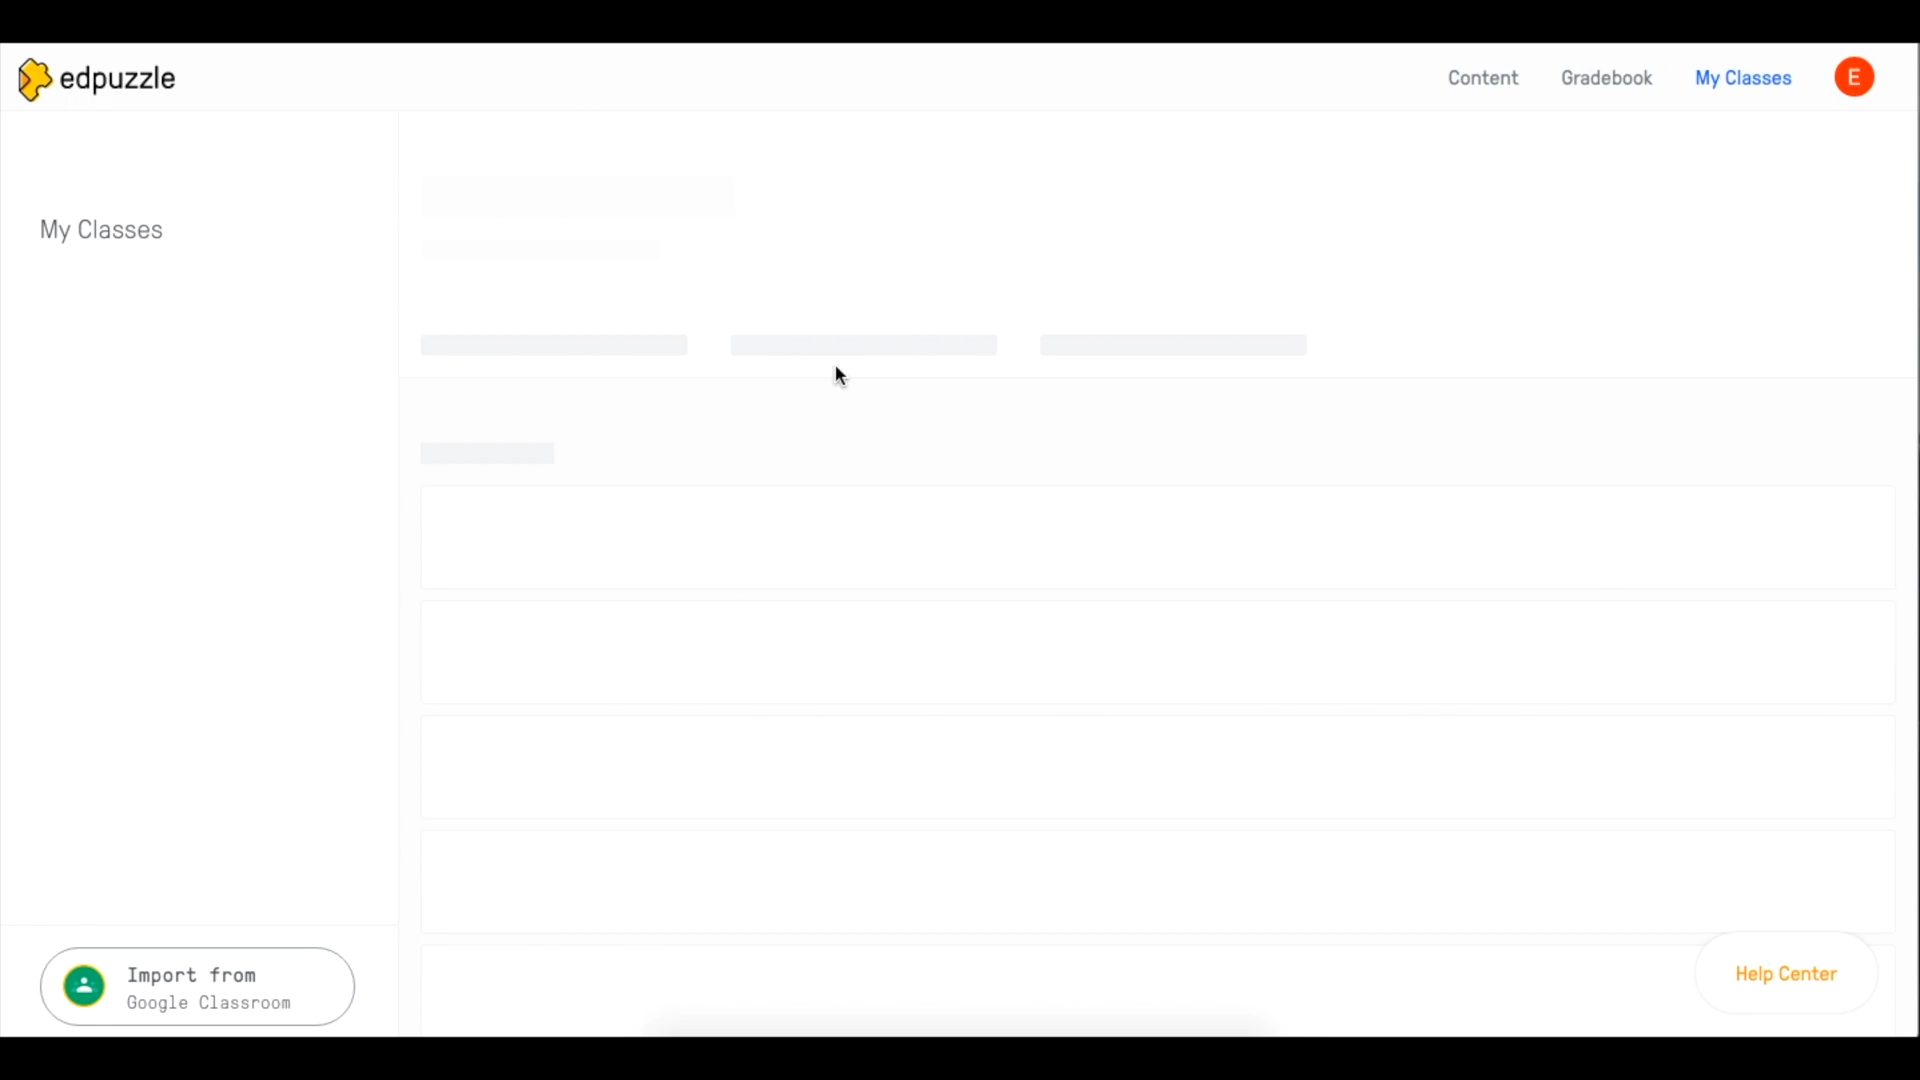 edpuzzle
Content
Gradebook
My Classes
E
My Classes
Import from
Google Classroom
Help Center